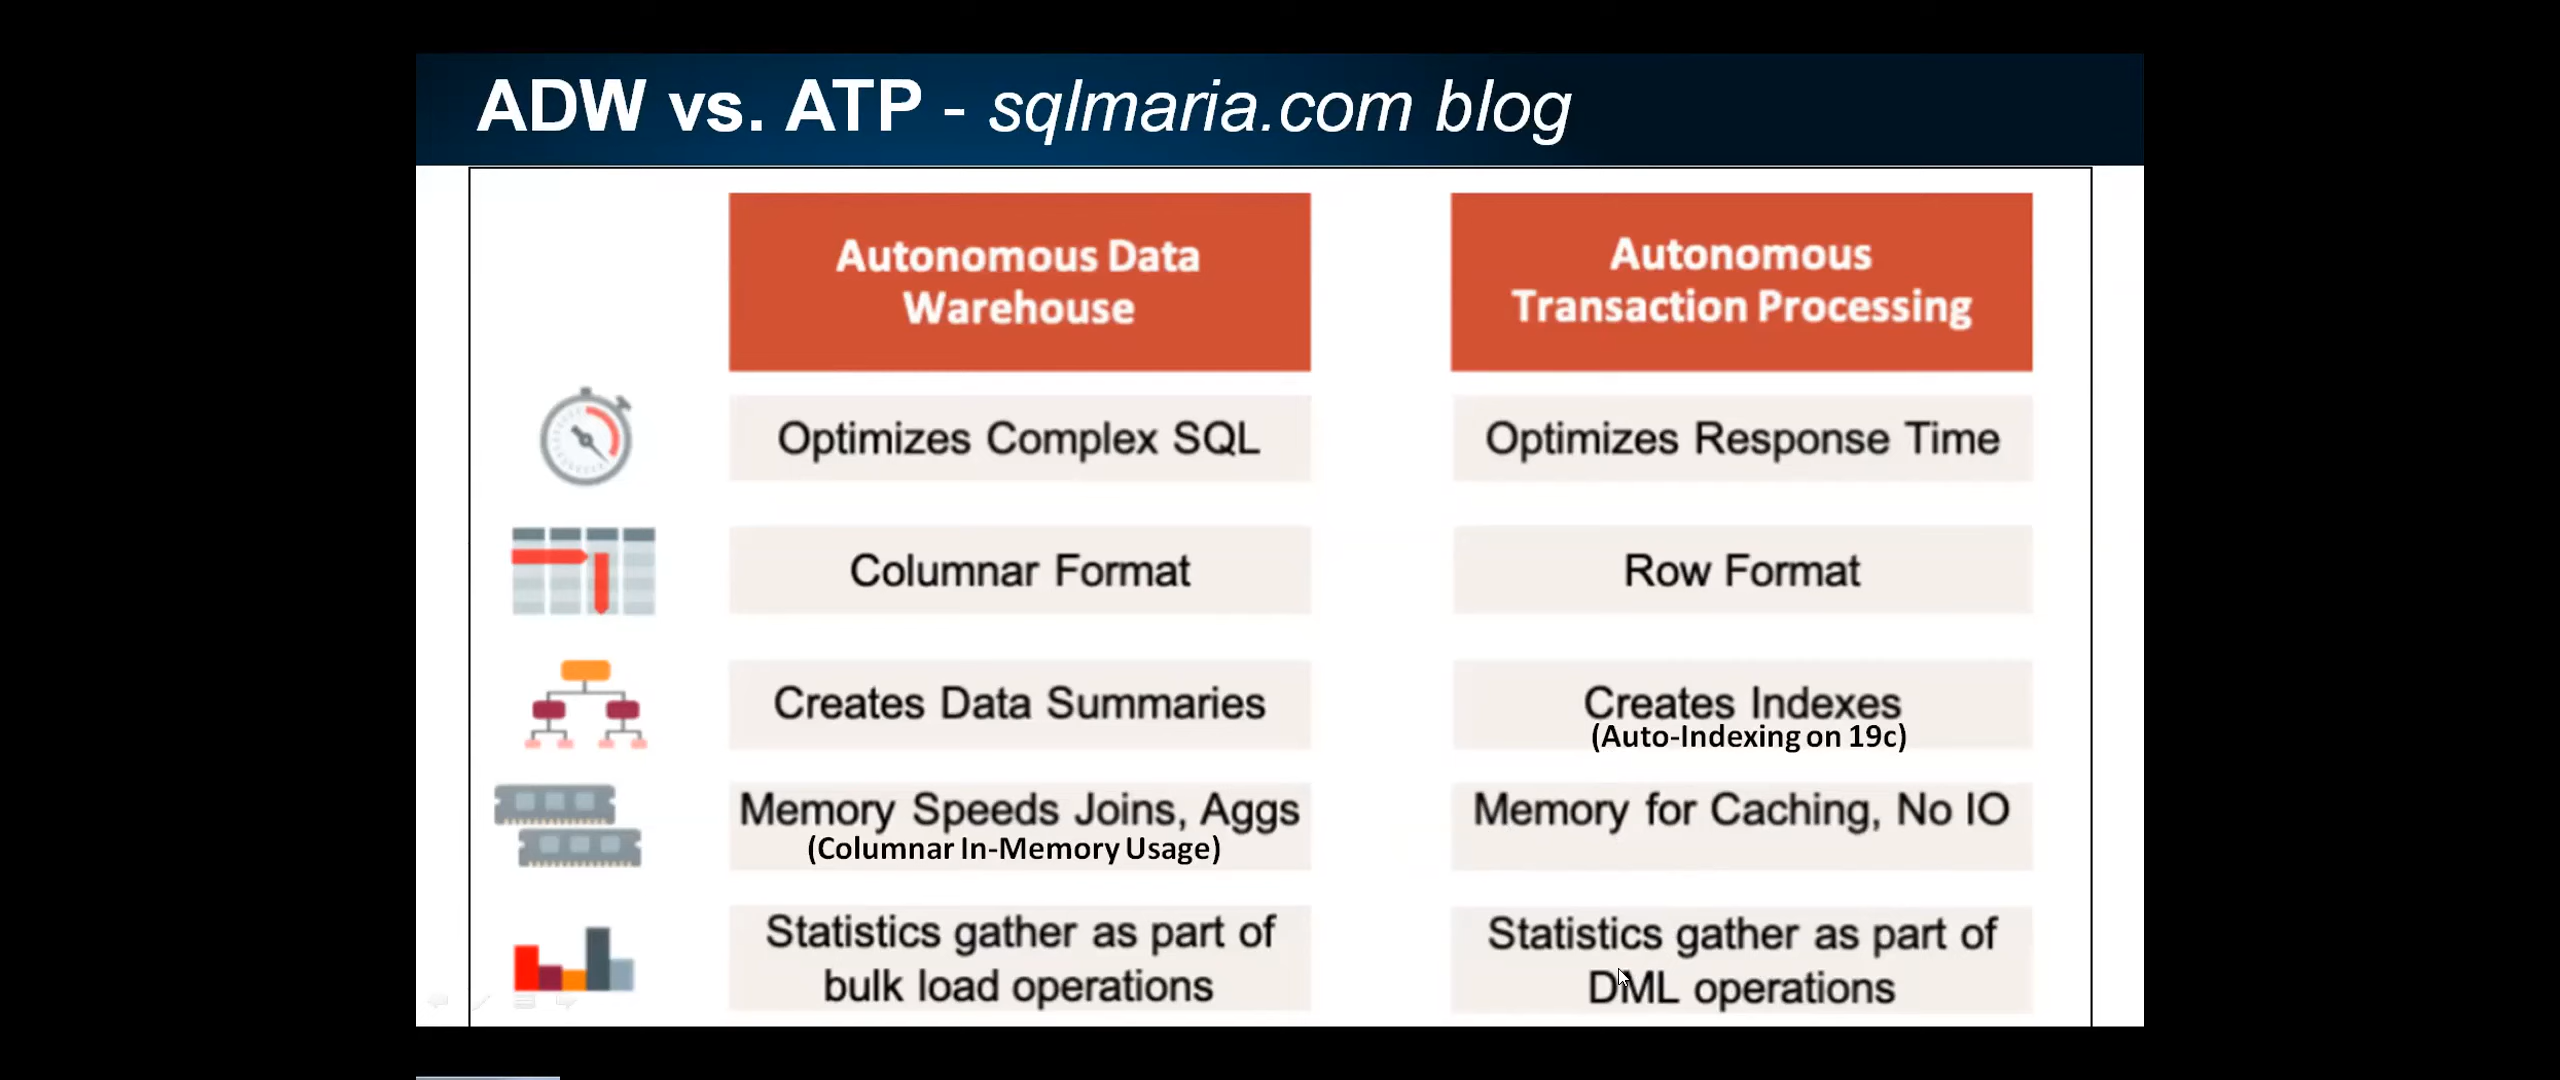 ADW vs. ATP - sqlmaria.com blog
Autonomous Data
Warehouse
Autonomous
Transaction Processing
Optimizes Complex SQL
Optimizes Response Time
Columnar Format
Row Format
Creates Data Summaries
Creates Indexes
(Auto-Indexing on 19c)
Memory Speeds Joins, Aggs
(Columnar In-Memory Usage)
Memory for Caching, No IO
Statistics gather as part of
bulk load operations
Statistics gather as part of
DML operations